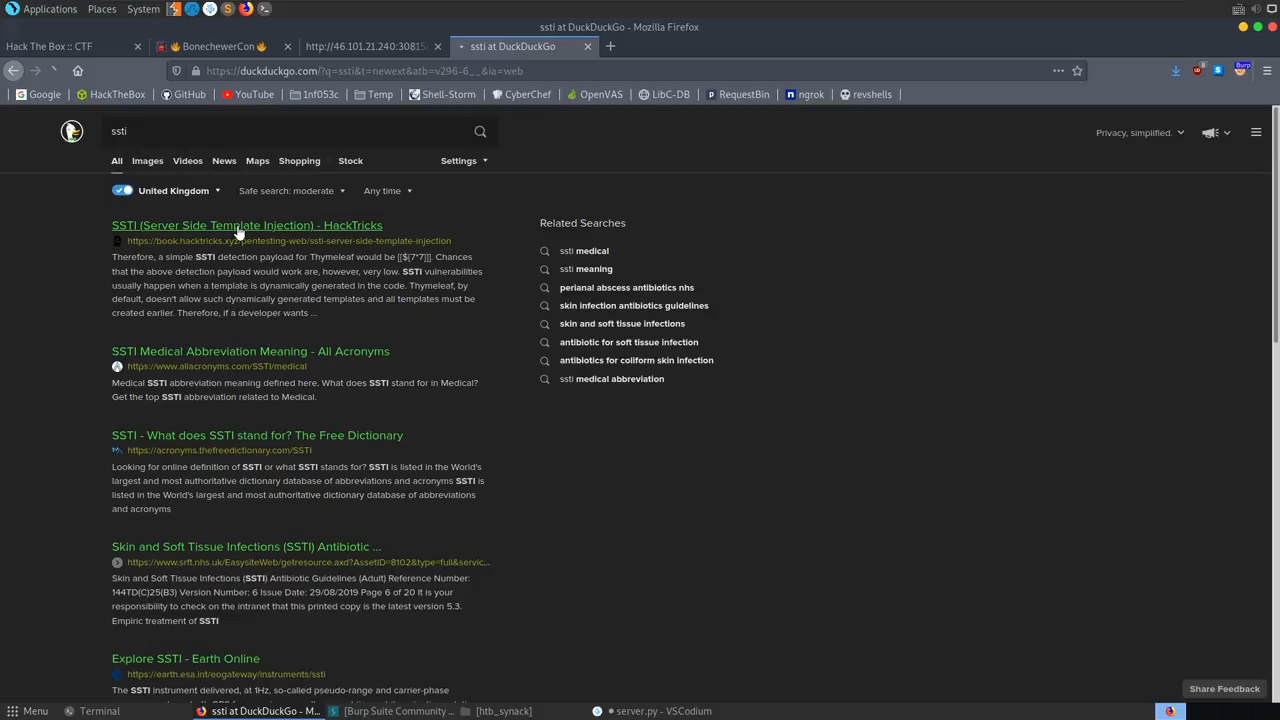 Applications Places System
ssti at DuckDuckGo - Mozilla Firefox
Hack The Box :: CTF
🔥 BonechewerCon 🔥
http://46.101.21.240:3081
ssti at DuckDuckGo
https://duckduckgo.com/?q=ssti&t=newext&atb=v296-6__&ia=web
Burp
Google HackTheBox GitHub YouTube 1nf053c Temp Shell-Storm CyberChef OpenVAS LibC-DB RequestBin ngrok revshells
ssti
Privacy, simplified.
All Images Videos News Maps Shopping Stock Settings
United Kingdom Safe search: moderate Any time
SSTI (Server Side Template Injection) - HackTricks
https://book.hacktricks.xyz/pentesting-web/ssti-server-side-template-injection
Therefore, a simple SSTI detection payload for Thymeleaf would be [[${7*7}]]. Chances
that the above detection payload would work are, however, very low. SSTI vulnerabilities
usually happen when a template is dynamically generated in the code. Thymeleaf, by
default, doesn't allow such dynamically generated templates and all templates must be
created earlier. Therefore, if a developer wants ...
SSTI Medical Abbreviation Meaning - All Acronyms
https://www.allacronyms.com/SSTI/medical
Medical SSTI abbreviation meaning defined here. What does SSTI stand for in Medical?
Get the top SSTI abbreviation related to Medical.
SSTI - What does SSTI stand for? The Free Dictionary
https://acronyms.thefreedictionary.com/SSTI
Looking for online definition of SSTI or what SSTI stands for? SSTI is listed in the World's
largest and most authoritative dictionary database of abbreviations and acronyms SSTI is
listed in the World's largest and most authoritative dictionary database of abbreviations
and acronyms
Skin and Soft Tissue Infections (SSTI) Antibiotic ...
https://www.srft.nhs.uk/EasysiteWeb/getresource.axd?AssetID=8102&type=full&servic...
Skin and Soft Tissue Infections (SSTI) Antibiotic Guidelines (Adult) Reference Number:
144TD(C)25(B3) Version Number: 6 Issue Date: 29/08/2019 Page 6 of 20 It is your
responsibility to check on the intranet that this printed copy is the latest version 5.3.
Empiric treatment of SSTI
Explore SSTI - Earth Online
https://earth.esa.int/eogateway/instruments/ssti
The SSTI instrument delivered, at 1Hz, so-called pseudo-range and carrier-phase
Related Searches
ssti medical
ssti meaning
perianal abscess antibiotics nhs
skin infection antibiotics guidelines
skin and soft tissue infections
antibiotic for soft tissue infection
antibiotics for coliform skin infection
ssti medical abbreviation
Share Feedback
Menu Terminal ssti at DuckDuckGo - M... [Burp Suite Community ... [htb_synack] server.py - VSCodium